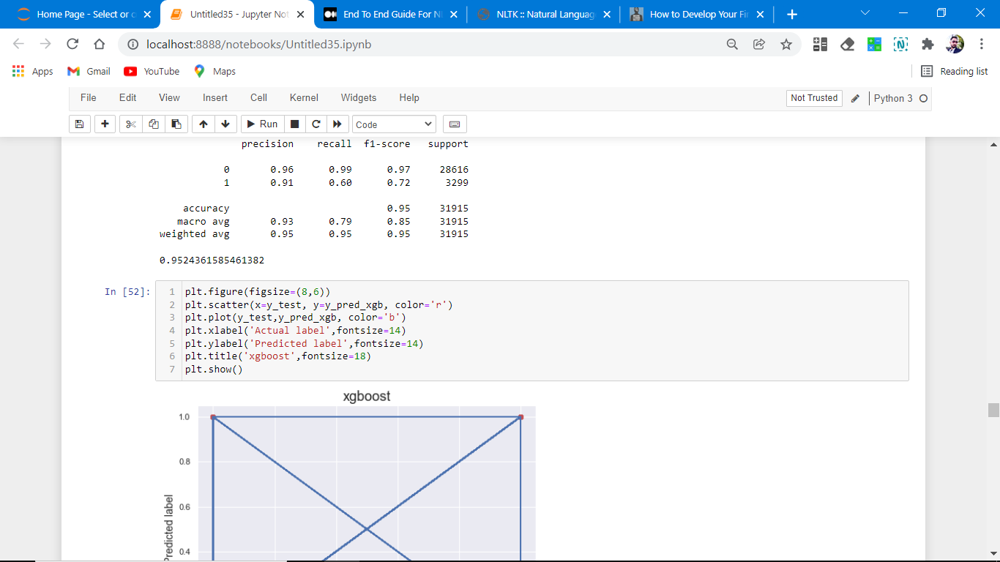 Home Page - Select or c
Untitled35 - Jupyter Not
End To End Guide For NL
NLTK :: Natural Languag
How to Develop Your Fir
localhost:8888/notebooks/Untitled35.ipynb
Apps Gmail YouTube Maps Reading list
File Edit View Insert Cell Kernel Widgets Help Not Trusted Python 3
Run Code
precision recall f1-score support
0 0.96 0.99 0.97 28616
1 0.91 0.60 0.72 3299
accuracy 0.95 31915
macro avg 0.93 0.79 0.85 31915
weighted avg 0.95 0.95 0.95 31915
0.9524361585461382
In [52]:
1 plt.figure(figsize=(8,6))
2 plt.scatter(x=y_test, y=y_pred_xgb, color='r')
3 plt.plot(y_test,y_pred_xgb, color='b')
4 plt.xlabel('Actual label',fontsize=14)
5 plt.ylabel('Predicted label',fontsize=14)
6 plt.title('xgboost',fontsize=18)
7 plt.show()
xgboost
1.0
0.8
0.6
0.4
Predicted label